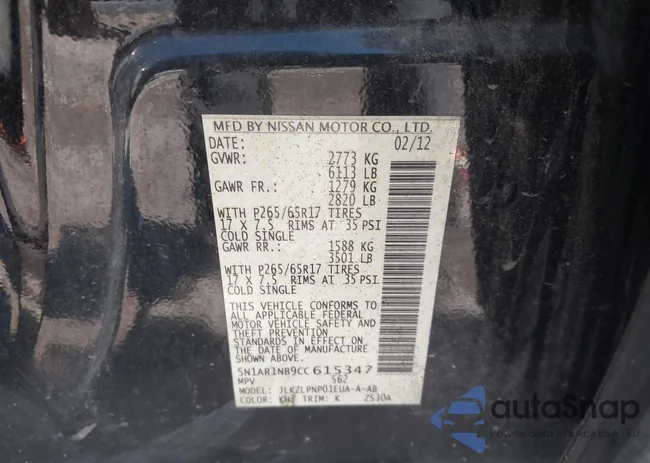 MFD BY NISSAN MOTOR CO., LTD.
DATE: 02/12
GVWR: 2773 KG
6113 LB
GAWR FR.: 1279 KG
2820 LB
WITH P265/65R17 TIRES
17 X 7.5 RIMS AT 35 PSI
COLD SINGLE
GAWR RR.: 1588 KG
3501 LB
WITH P265/65R17 TIRES
17 X 7.5 RIMS AT 35 PSI
COLD SINGLE
THIS VEHICLE CONFORMS TO
ALL APPLICABLE FEDERAL
MOTOR VEHICLE SAFETY AND
THEFT PREVENTION
STANDARDS IN EFFECT ON THE
DATE OF MANUFACTURE
SHOWN ABOVE.
5N1AR1NB9CC615347
MPV S62
MODEL: JLKZLPNP01EUA-A-AB
COLOR: KH2 TRIM: K ZS30A
autoSnap